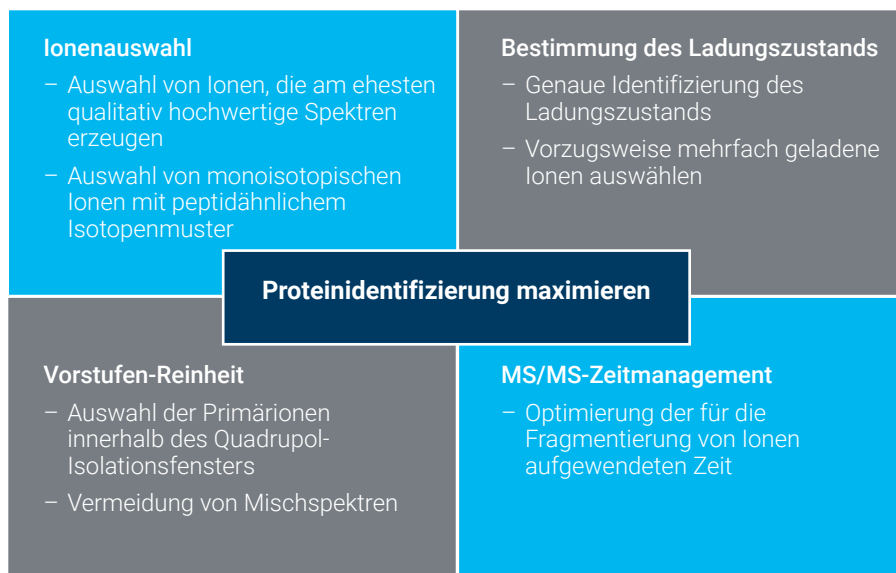 Ionenauswahl
– Auswahl von Ionen, die am ehesten
qualitativ hochwertige Spektren
erzeugen
– Auswahl von monoisotopischen
Ionen mit peptidähnlichem
Isotopenmuster
Bestimmung des Ladungszustands
– Genaue Identifizierung des
Ladungszustands
– Vorzugsweise mehrfach geladene
Ionen auswählen
Proteinidentifizierung maximieren
Vorstufen-Reinheit
– Auswahl der Primärionen
innerhalb des Quadrupol-
Isolationsfensters
– Vermeidung von Mischspektren
MS/MS-Zeitmanagement
– Optimierung der für die
Fragmentierung von Ionen
aufgewendeten Zeit